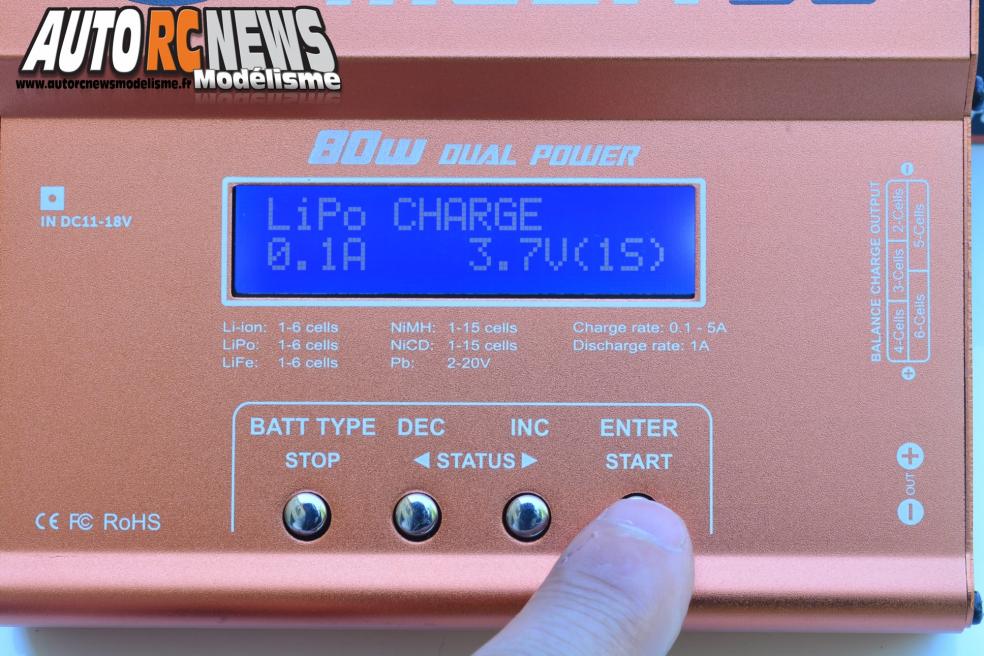 AUTO RC NEWS
www.autorcnewsmodelisme.fr Modélisme
80W DUAL POWER
IN DC11-18V
LiPo CHARGE
0.1A 3.7V(1S)
Li-ion: 1-6 cells NiMH: 1-15 cells Charge rate: 0.1 - 5A
LiPo: 1-6 cells NiCD: 1-15 cells Discharge rate: 1A
LiFe: 1-6 cells Pb: 2-20V
BATT TYPE DEC INC ENTER
STOP ◀ STATUS ▶ START
CE FC RoHS
BALANCE CHARGE OUTPUT
4-Cells 3-Cells 2-Cells
6-Cells 5-Cells
OUT